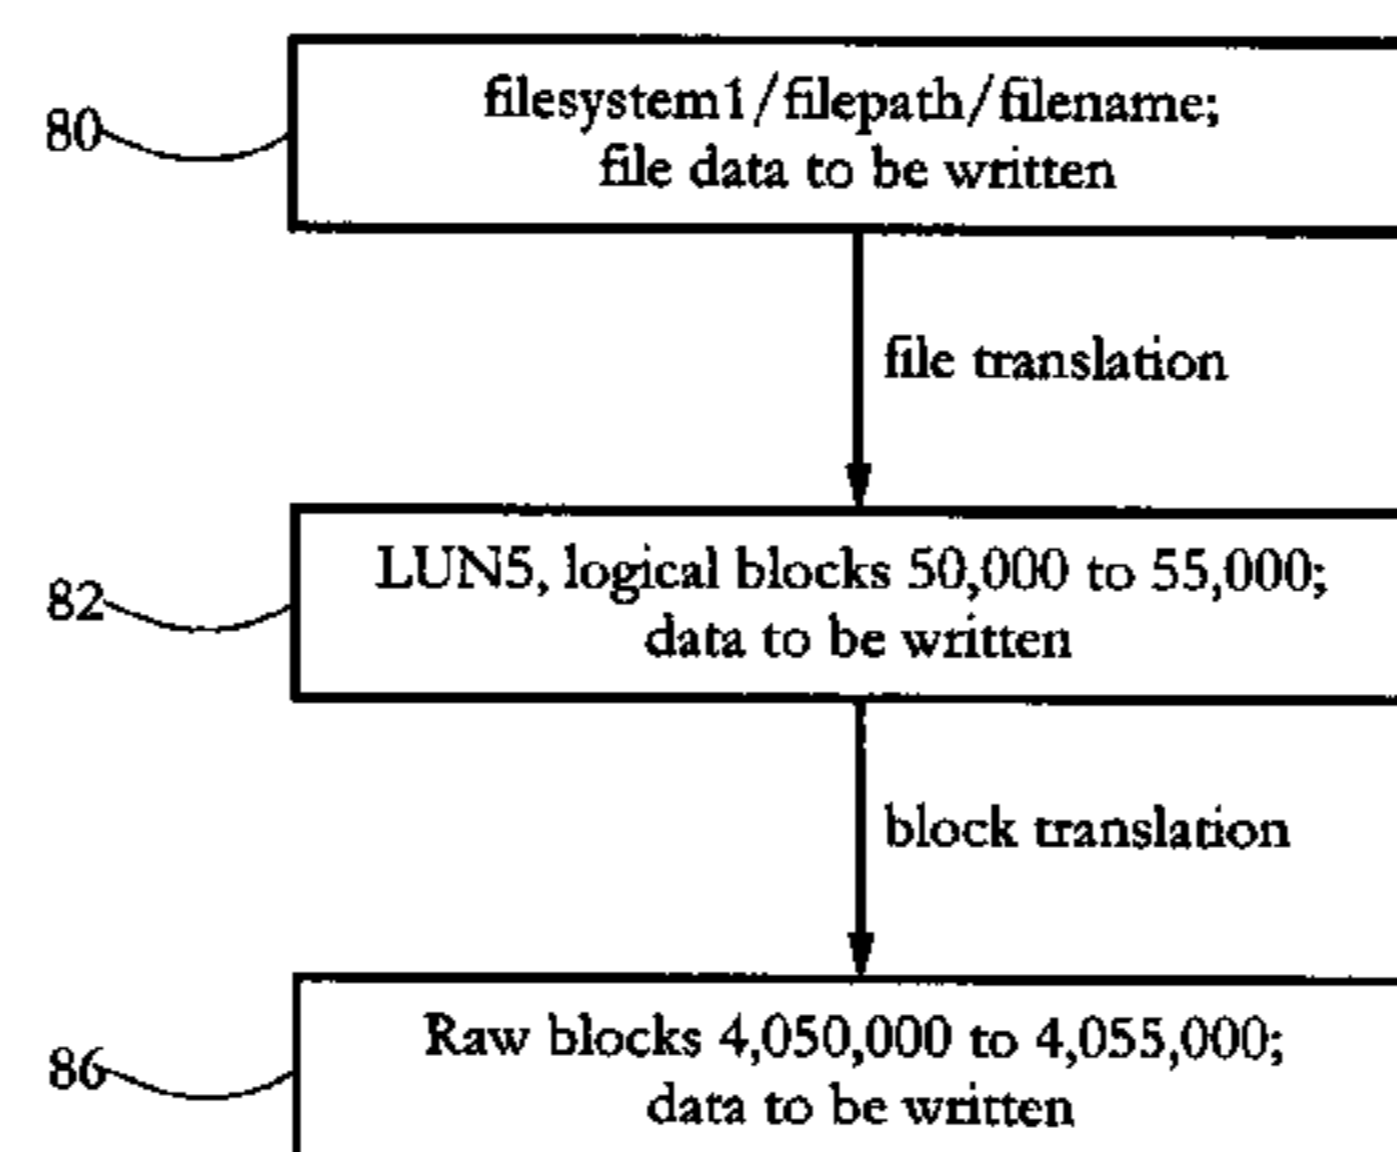 80
filesystem1/filepath/filename;
file data to be written
file translation
82
LUN5, logical blocks 50,000 to 55,000;
data to be written
block translation
86
Raw blocks 4,050,000 to 4,055,000;
data to be written